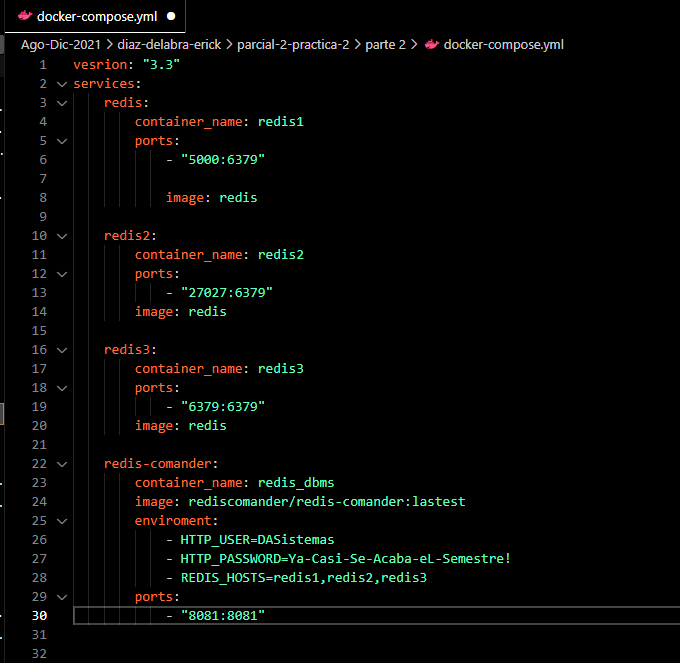 docker-compose.yml
Ago-Dic-2021 > diaz-delabra-erick > parcial-2-practica-2 > parte 2 > docker-compose.yml
1 vesrion: "3.3"
2 services:
3     redis:
4         container_name: redis1
5         ports:
6             - "5000:6379"
7
8             image: redis
9
10     redis2:
11         container_name: redis2
12         ports:
13             - "27027:6379"
14         image: redis
15
16     redis3:
17         container_name: redis3
18         ports:
19             - "6379:6379"
20         image: redis
21
22     redis-comander:
23         container_name: redis_dbms
24         image: rediscomander/redis-comander:lastest
25         enviroment:
26             - HTTP_USER=DASistemas
27             - HTTP_PASSWORD=Ya-Casi-Se-Acaba-eL-Semestre!
28             - REDIS_HOSTS=redis1,redis2,redis3
29         ports:
30             - "8081:8081"
31
32